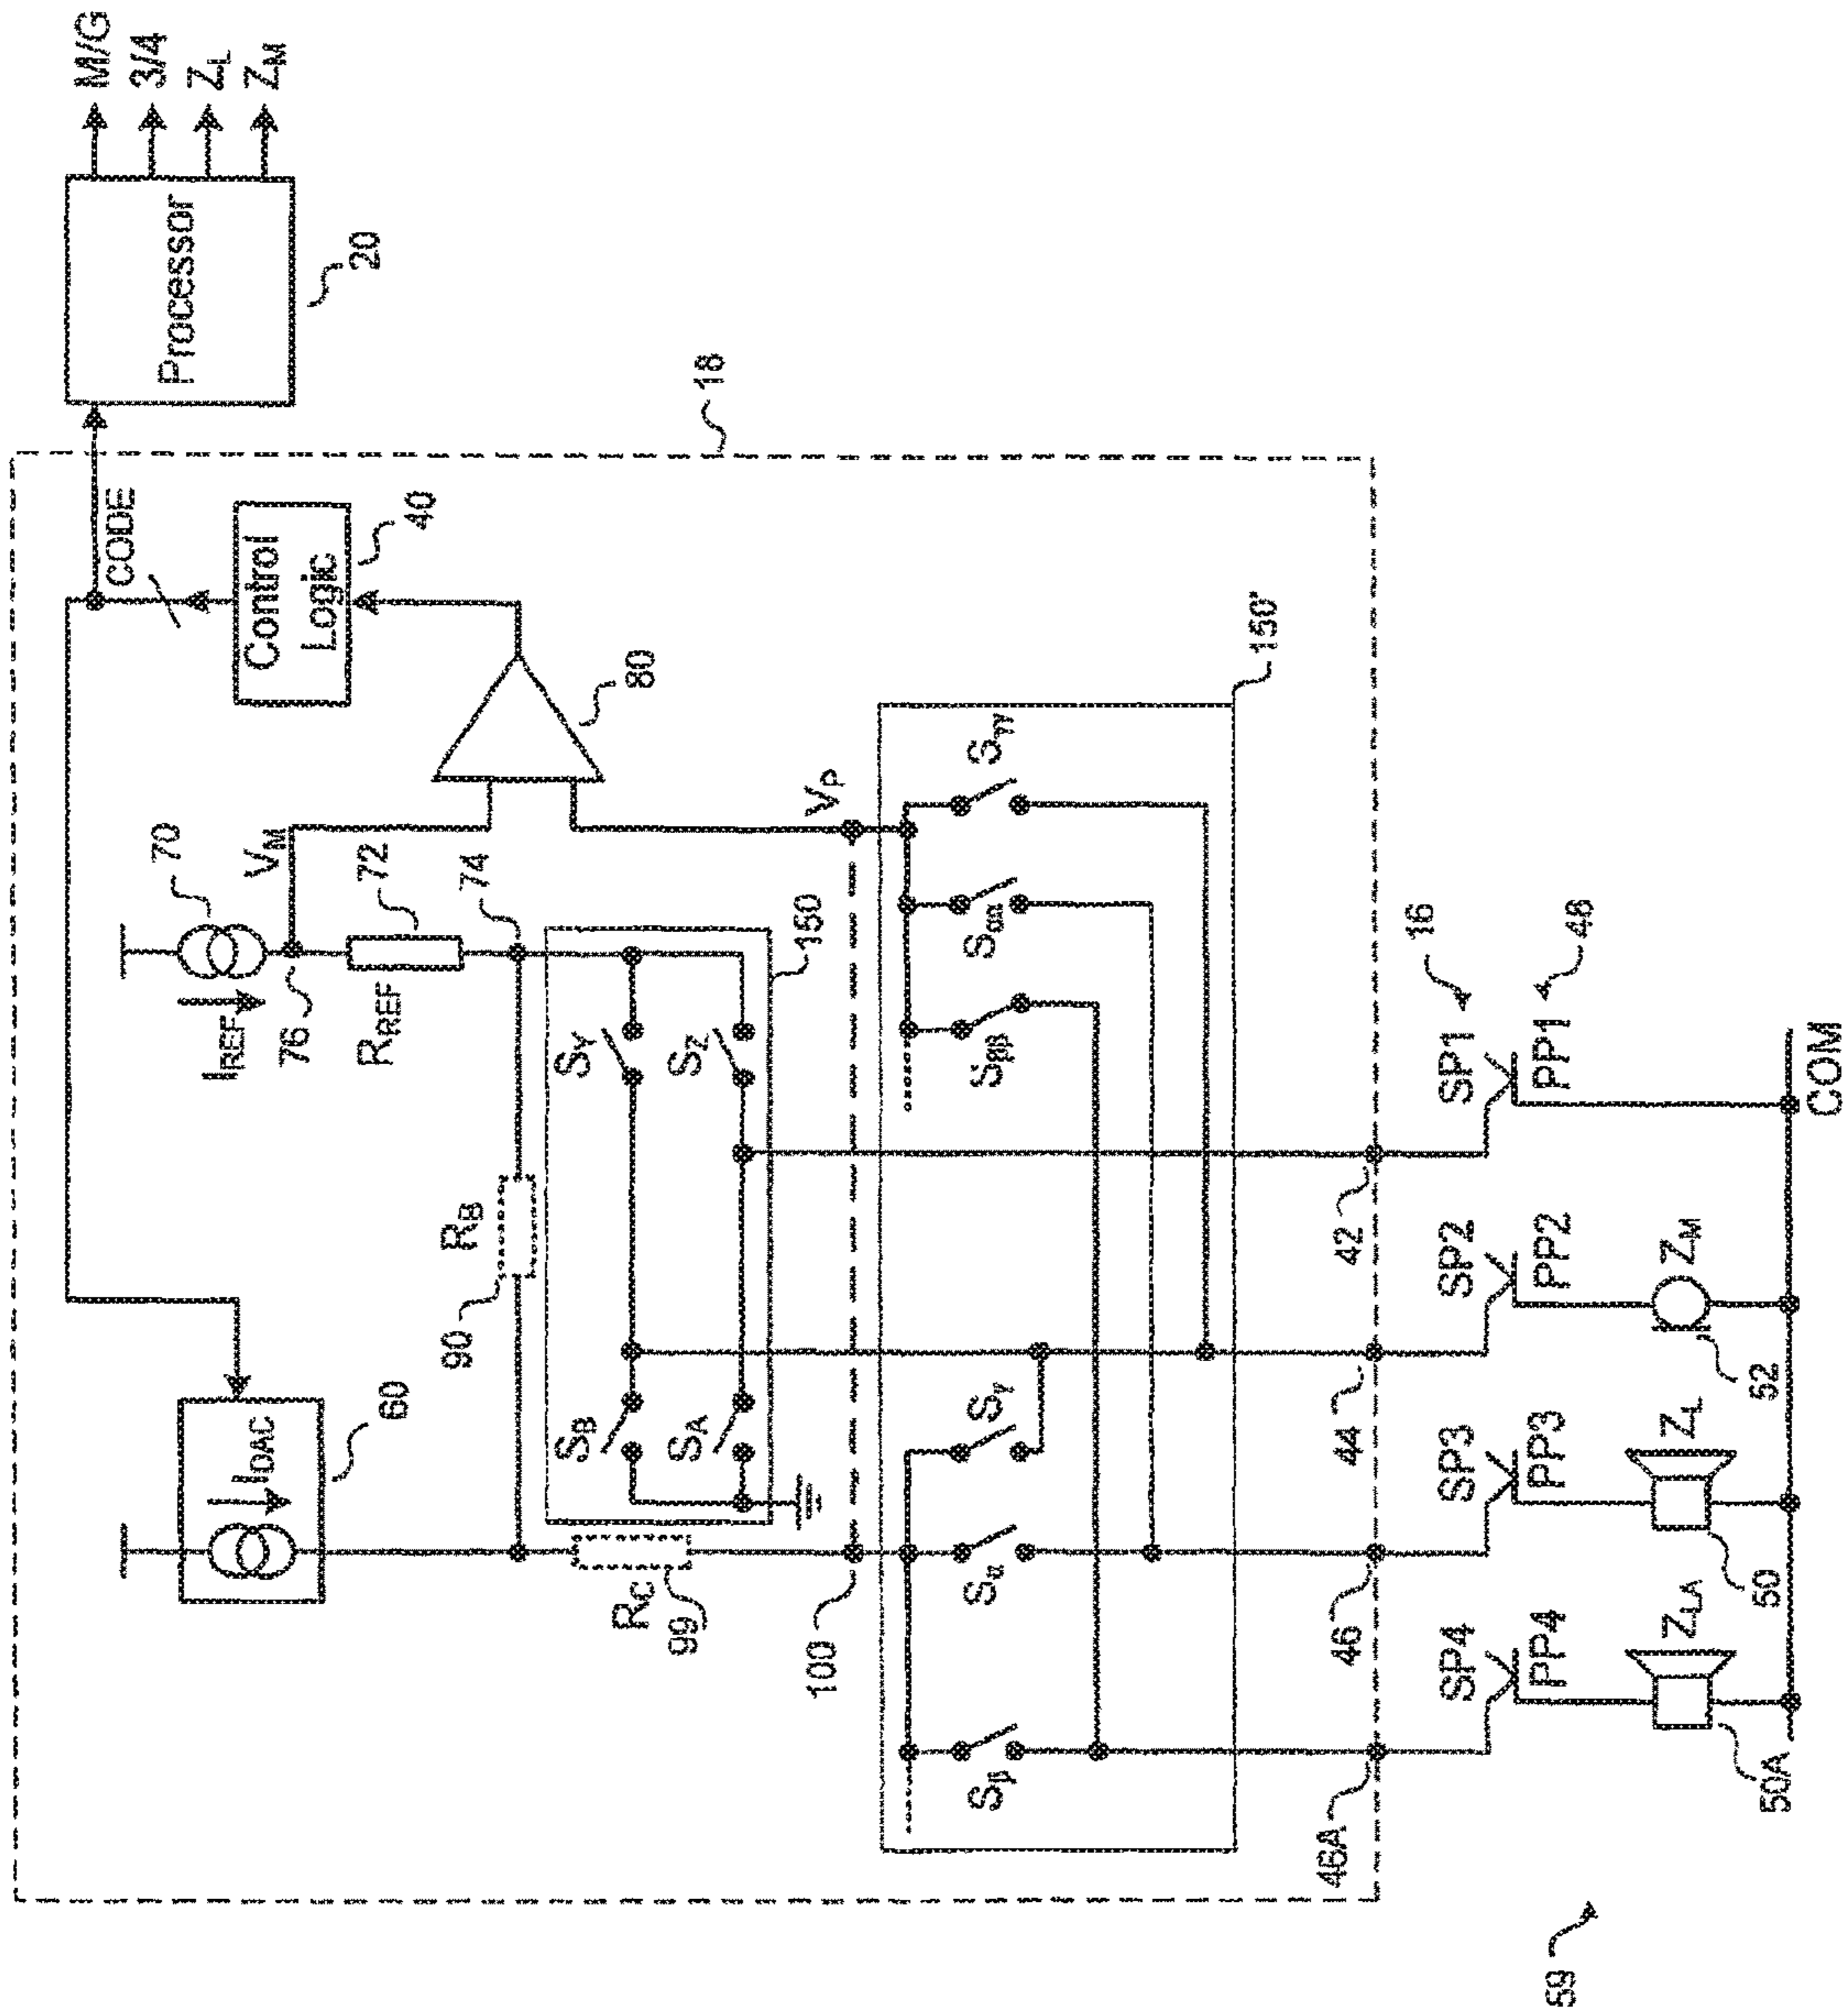 M/G
3/4
Z_L
Z_M
Processor
20
18
CODE
Control
Logic
40
80
70
V_M
72
74
I_REF
76
R_REF
V_P
150
150'
S_Y
S_Z
S_B
S_A
R_B
90
60
I_DAC
R_C
99
100
S_γγ
S_αα
S_ββ
S_γ
S_α
S_β
42
44
46
46A
16
48
SP1
PP1
SP2
PP2
SP3
PP3
SP4
PP4
Z_M
52
Z_L
50
Z_LA
50A
COM
59